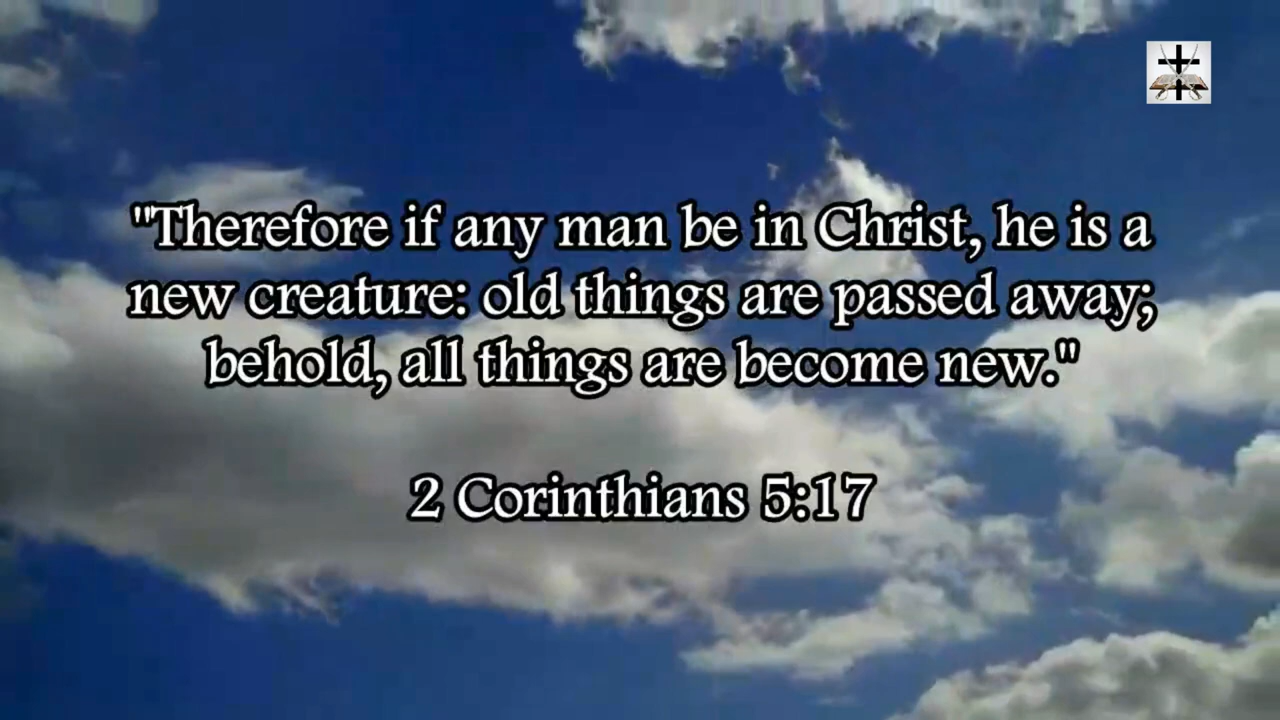 "Therefore if any man be in Christ, he is a
new creature: old things are passed away;
behold, all things are become new."
2 Corinthians 5:17